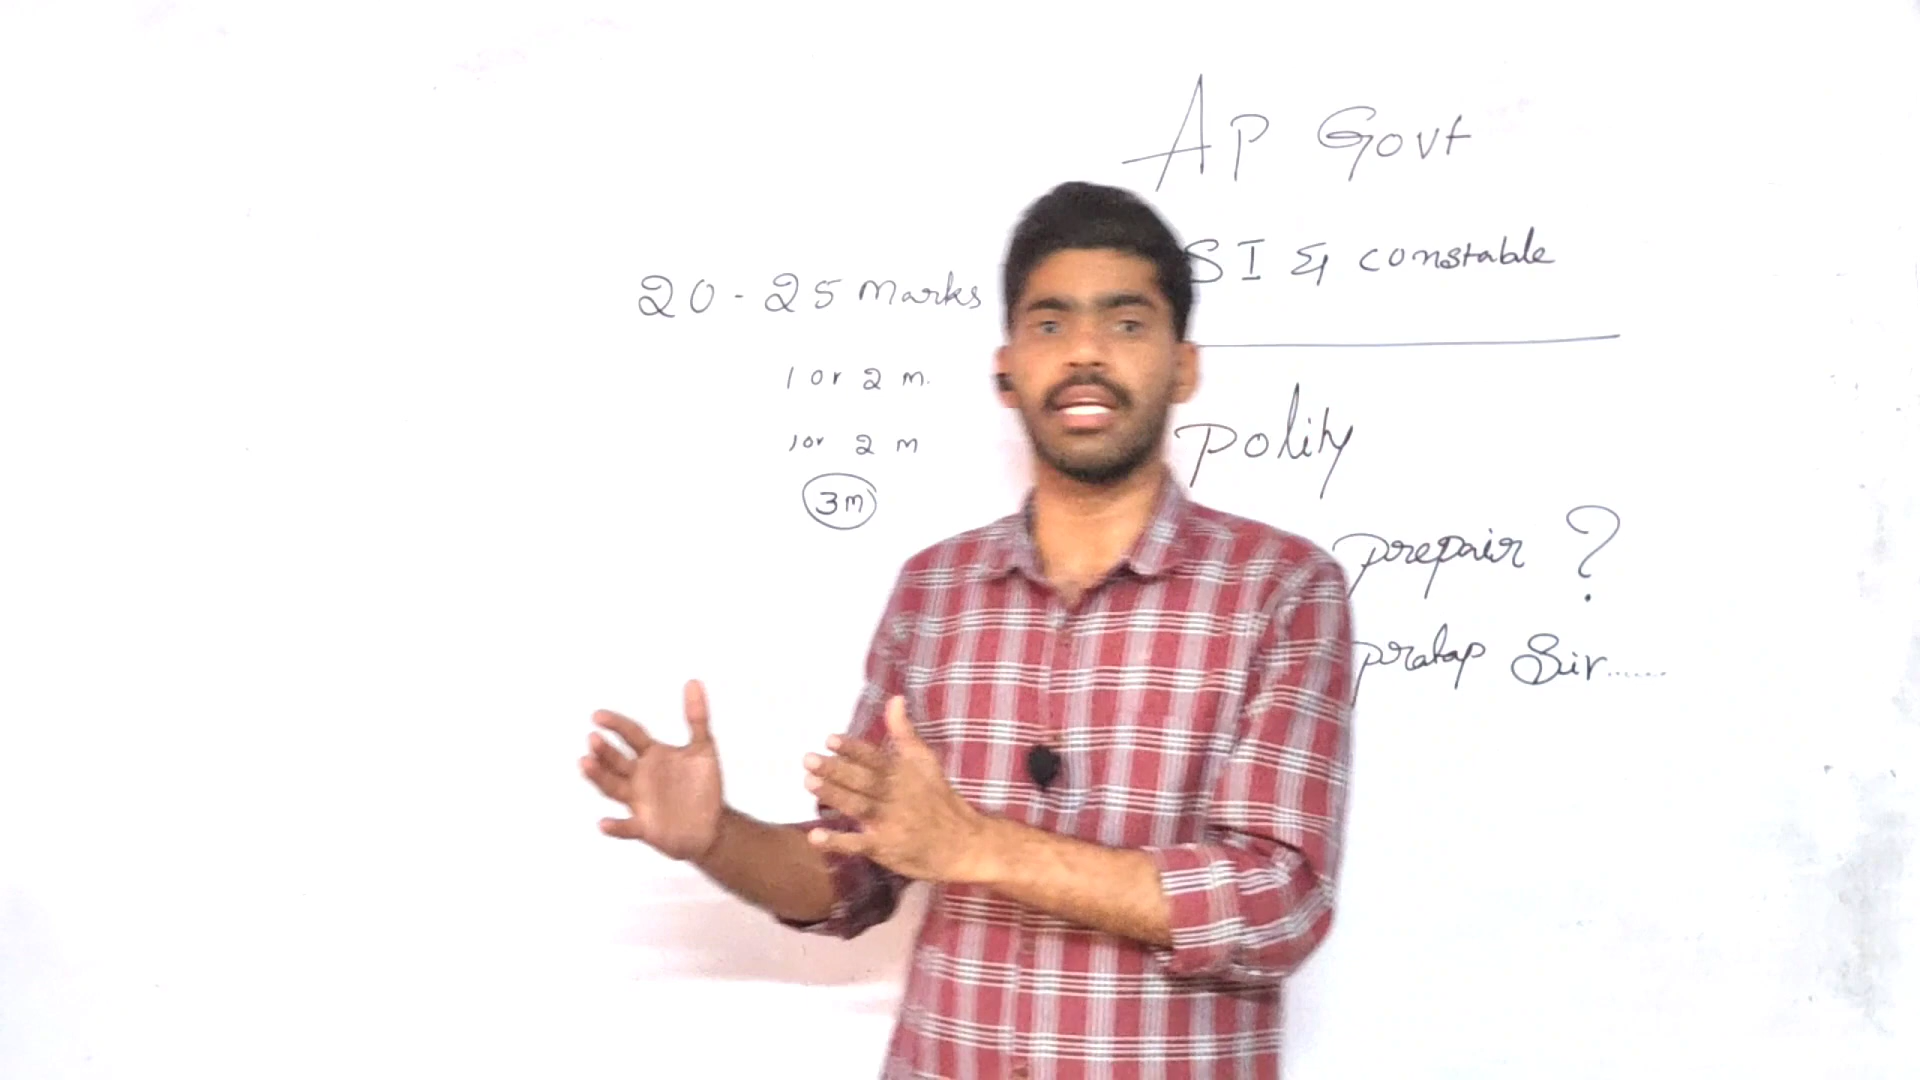 AP Govt
SI & constable
20 - 25 Marks
1 or 2 m.
polity
1 or 2 m
3m
prepair ?
pratap Sir......